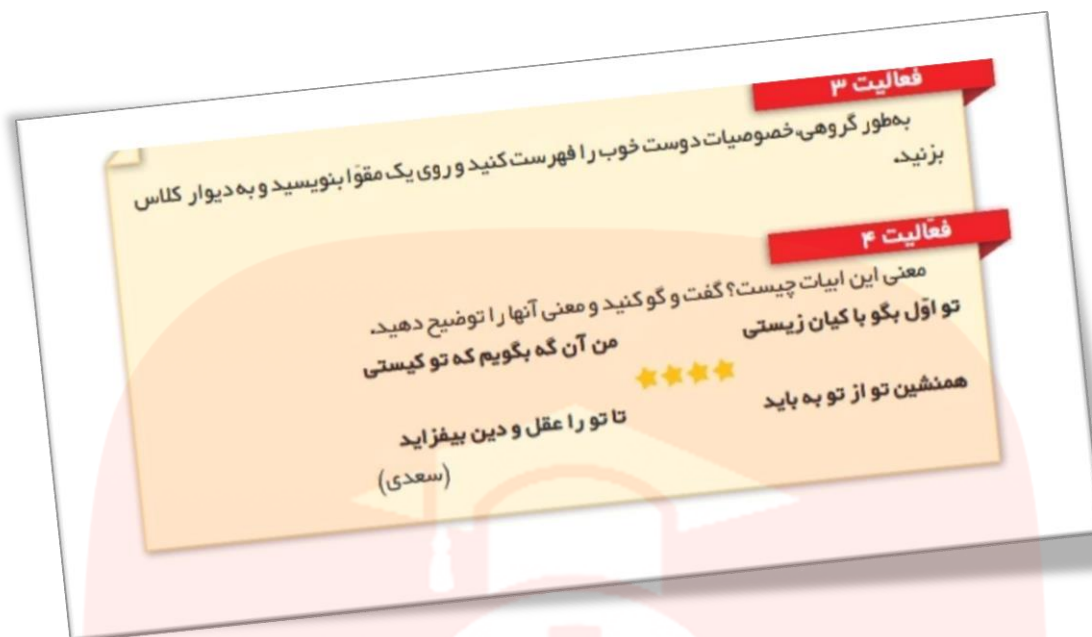 فعّالیت ۳
به‌طور گروهی، خصوصیات دوست خوب را فهرست کنید و روی یک مقوّا بنویسید و به دیوار کلاس
بزنید.
فعّالیت ۴
معنی این ابیات چیست؟ گفت و گو کنید و معنی آنها را توضیح دهید.
تو اوّل بگو با کیان زیستی من آن گه بگویم که تو کیستی
همنشین تو از تو به باید تا تو را عقل و دین بیفزاید
(سعدی)